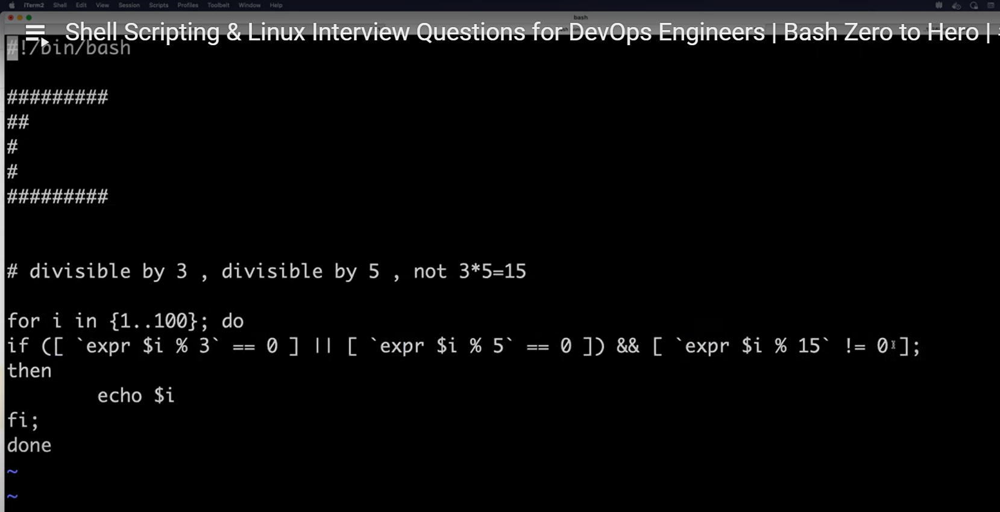 iTerm2 Shell Edit View Session Scripts Profiles Toolbelt Window Help
bash
Shell Scripting & Linux Interview Questions for DevOps Engineers | Bash Zero to Hero |
#!/bin/bash
#########
##
#
#
#########
# divisible by 3 , divisible by 5 , not 3*5=15
for i in {1..100}; do
if ([ `expr $i % 3` == 0 ] || [ `expr $i % 5` == 0 ]) && [ `expr $i % 15` != 0 ];
then
echo $i
fi;
done
~
~